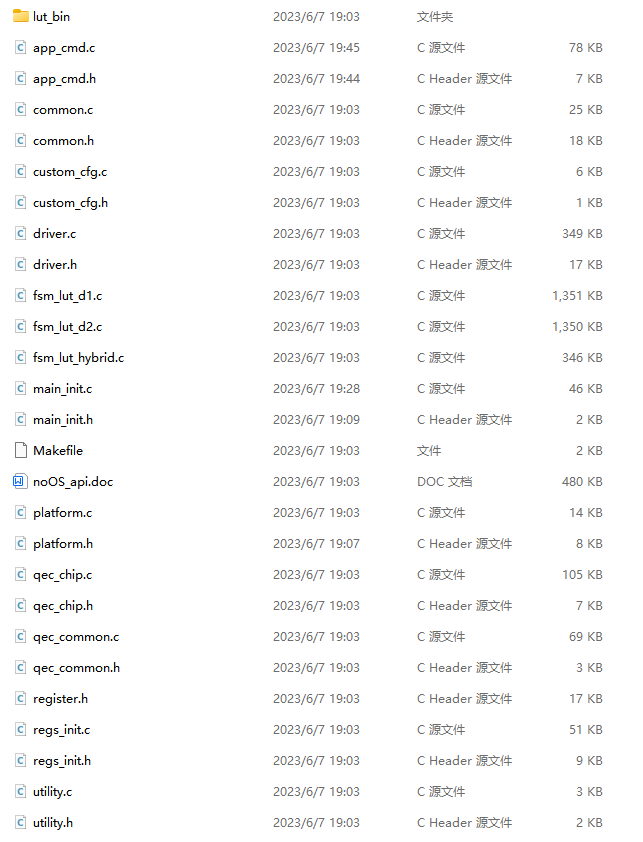 lut_bin 2023/6/7 19:03 文件夹
app_cmd.c 2023/6/7 19:45 C 源文件 78 KB
app_cmd.h 2023/6/7 19:44 C Header 源文件 7 KB
common.c 2023/6/7 19:03 C 源文件 25 KB
common.h 2023/6/7 19:03 C Header 源文件 18 KB
custom_cfg.c 2023/6/7 19:03 C 源文件 6 KB
custom_cfg.h 2023/6/7 19:03 C Header 源文件 1 KB
driver.c 2023/6/7 19:03 C 源文件 349 KB
driver.h 2023/6/7 19:03 C Header 源文件 17 KB
fsm_lut_d1.c 2023/6/7 19:03 C 源文件 1,351 KB
fsm_lut_d2.c 2023/6/7 19:03 C 源文件 1,350 KB
fsm_lut_hybrid.c 2023/6/7 19:03 C 源文件 346 KB
main_init.c 2023/6/7 19:28 C 源文件 46 KB
main_init.h 2023/6/7 19:09 C Header 源文件 2 KB
Makefile 2023/6/7 19:03 文件 2 KB
noOS_api.doc 2023/6/7 19:03 DOC 文档 480 KB
platform.c 2023/6/7 19:03 C 源文件 14 KB
platform.h 2023/6/7 19:07 C Header 源文件 8 KB
qec_chip.c 2023/6/7 19:03 C 源文件 105 KB
qec_chip.h 2023/6/7 19:03 C Header 源文件 7 KB
qec_common.c 2023/6/7 19:03 C 源文件 69 KB
qec_common.h 2023/6/7 19:03 C Header 源文件 3 KB
register.h 2023/6/7 19:03 C Header 源文件 17 KB
regs_init.c 2023/6/7 19:03 C 源文件 51 KB
regs_init.h 2023/6/7 19:03 C Header 源文件 9 KB
utility.c 2023/6/7 19:03 C 源文件 3 KB
utility.h 2023/6/7 19:03 C Header 源文件 2 KB